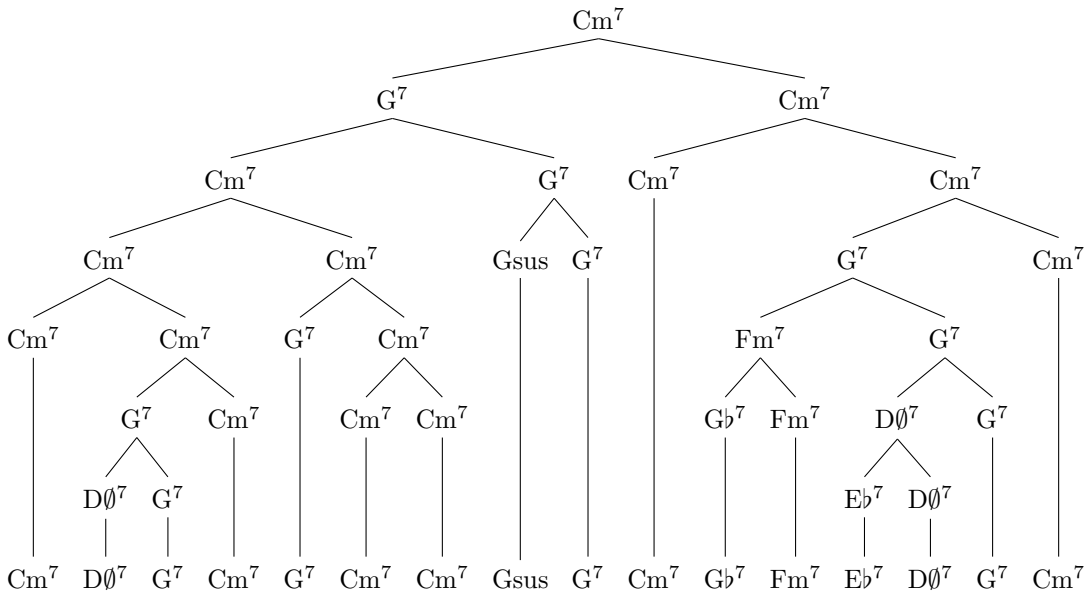 Cm⁷
G⁷ Cm⁷
Cm⁷ G⁷ Cm⁷ Cm⁷
Cm⁷ Cm⁷ Gsus G⁷ G⁷ Cm⁷
Cm⁷ Cm⁷ G⁷ Cm⁷ Fm⁷ G⁷
G⁷ Cm⁷ Cm⁷ Cm⁷ G♭⁷ Fm⁷ D∅⁷ G⁷
D∅⁷ G⁷ E♭⁷ D∅⁷
Cm⁷ D∅⁷ G⁷ Cm⁷ G⁷ Cm⁷ Cm⁷ Gsus G⁷ Cm⁷ G♭⁷ Fm⁷ E♭⁷ D∅⁷ G⁷ Cm⁷